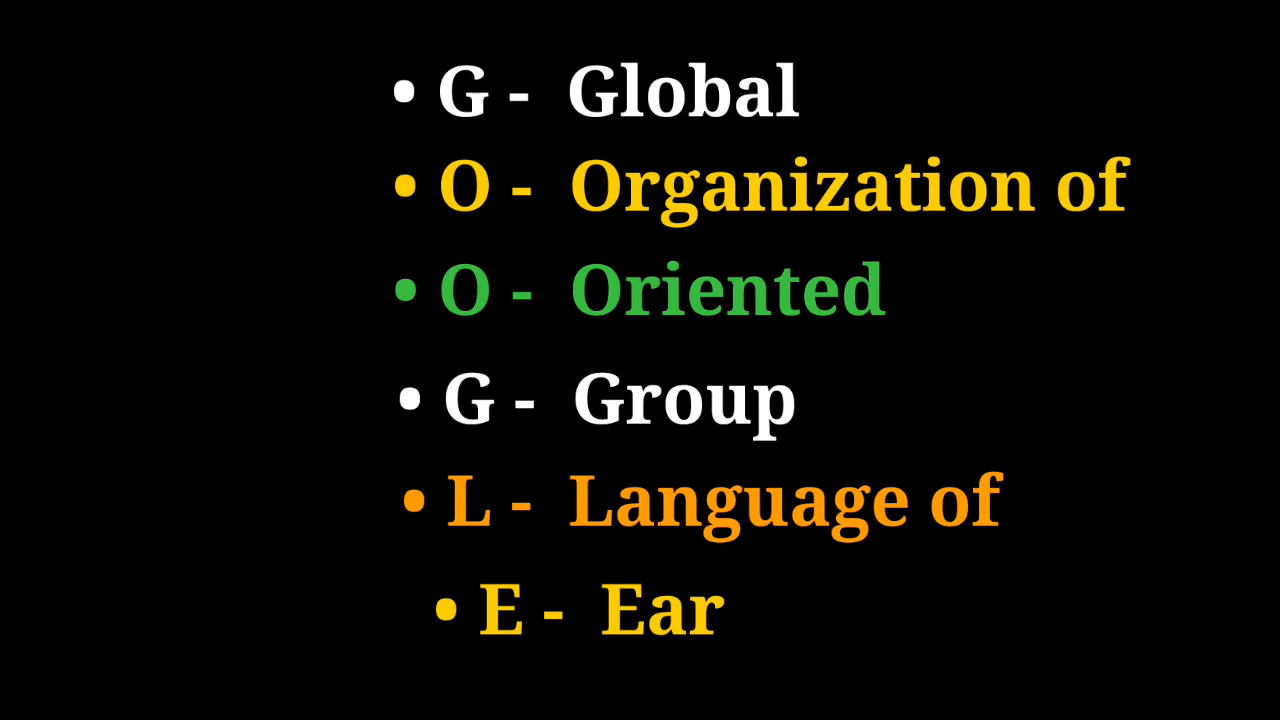 • G - Global
• O - Organization of
• O - Oriented
• G - Group
• L - Language of
• E - Ear